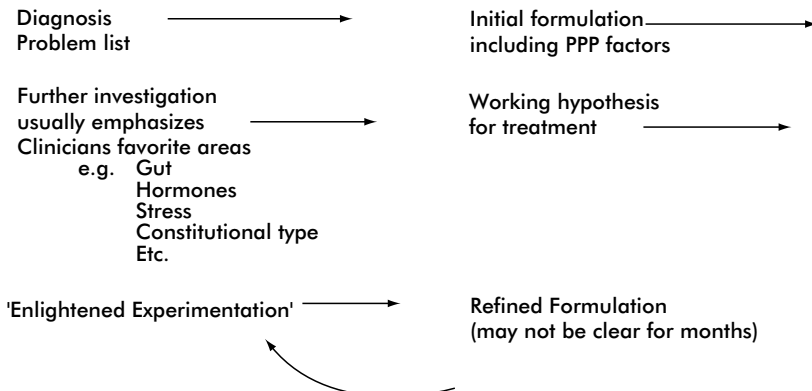 Diagnosis
Problem list
Initial formulation
including PPP factors
Further investigation
usually emphasizes
Clinicians favorite areas
e.g. Gut
Hormones
Stress
Constitutional type
Etc.
Working hypothesis
for treatment
'Enlightened Experimentation'
Refined Formulation
(may not be clear for months)